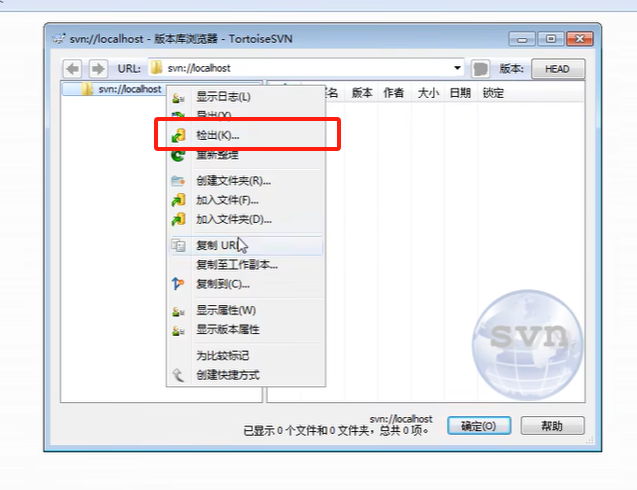 svn://localhost - 版本库浏览器 - TortoiseSVN
URL: svn://localhost 版本: HEAD
svn://localhost
名 版本 作者 大小 日期 锁定
显示日志(L)
导出(X)
检出(K)...
重新整理
创建文件夹(R)...
加入文件(F)...
加入文件夹(D)...
复制 URL
复制至工作副本...
复制到(C)...
显示属性(W)
显示版本属性
为比较标记
创建快捷方式
svn
svn://localhost
已显示 0 个文件和 0 文件夹，总共 0 项。
确定(O) 帮助